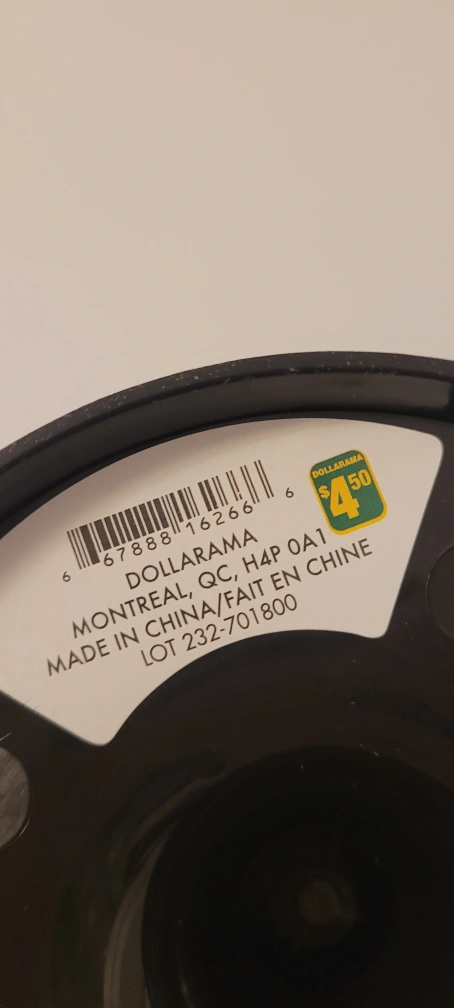 6 67888 16266 6
DOLLARAMA
$4.50
DOLLARAMA
MONTREAL, QC, H4P 0A1
MADE IN CHINA/FAIT EN CHINE
LOT 232-701800